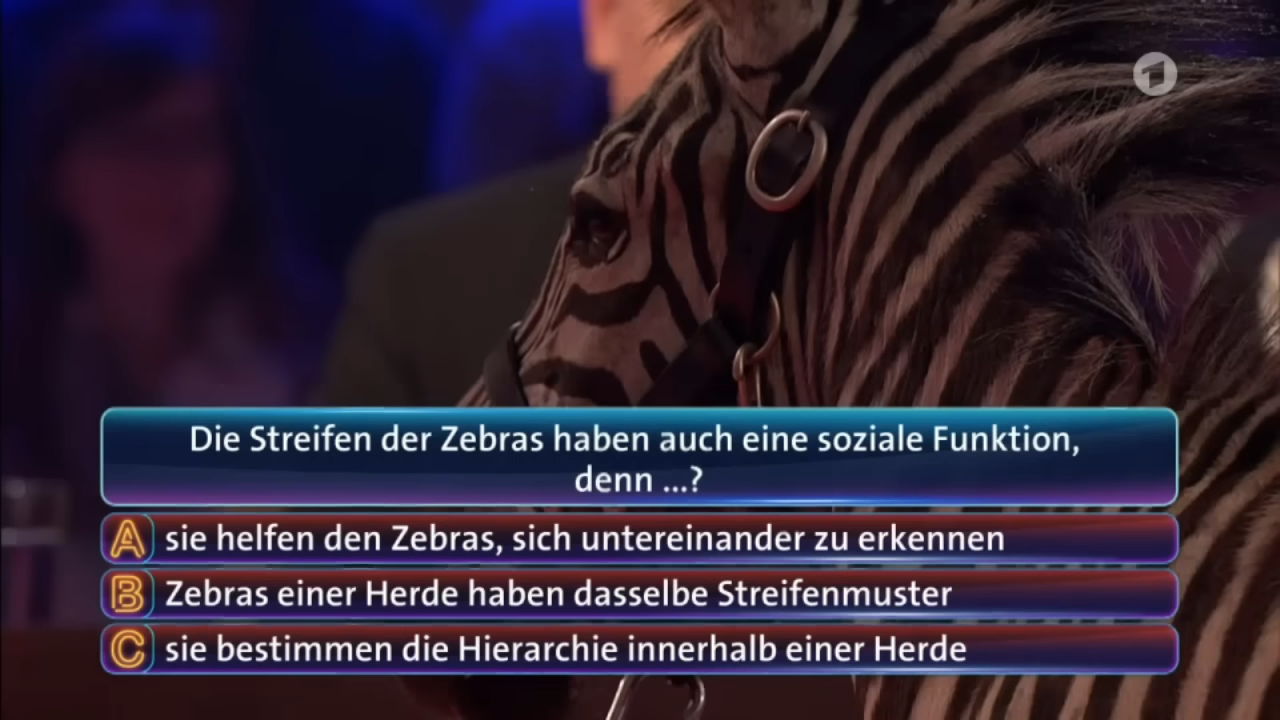 1
Die Streifen der Zebras haben auch eine soziale Funktion,
denn ...?
A sie helfen den Zebras, sich untereinander zu erkennen
B Zebras einer Herde haben dasselbe Streifenmuster
C sie bestimmen die Hierarchie innerhalb einer Herde